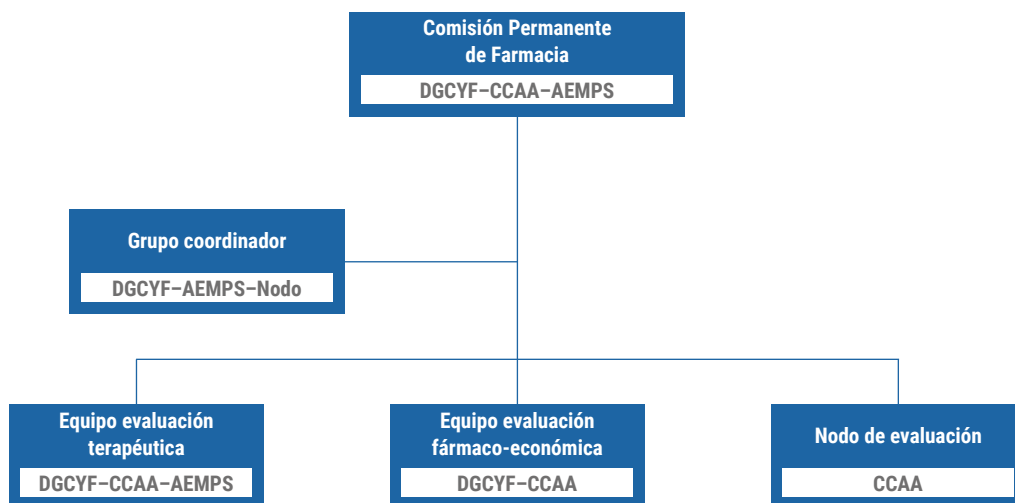 Comisión Permanente
de Farmacia
DGCYF–CCAA–AEMPS
Grupo coordinador
DGCYF–AEMPS–Nodo
Equipo evaluación
terapéutica
DGCYF–CCAA–AEMPS
Equipo evaluación
fármaco-económica
DGCYF–CCAA
Nodo de evaluación
CCAA